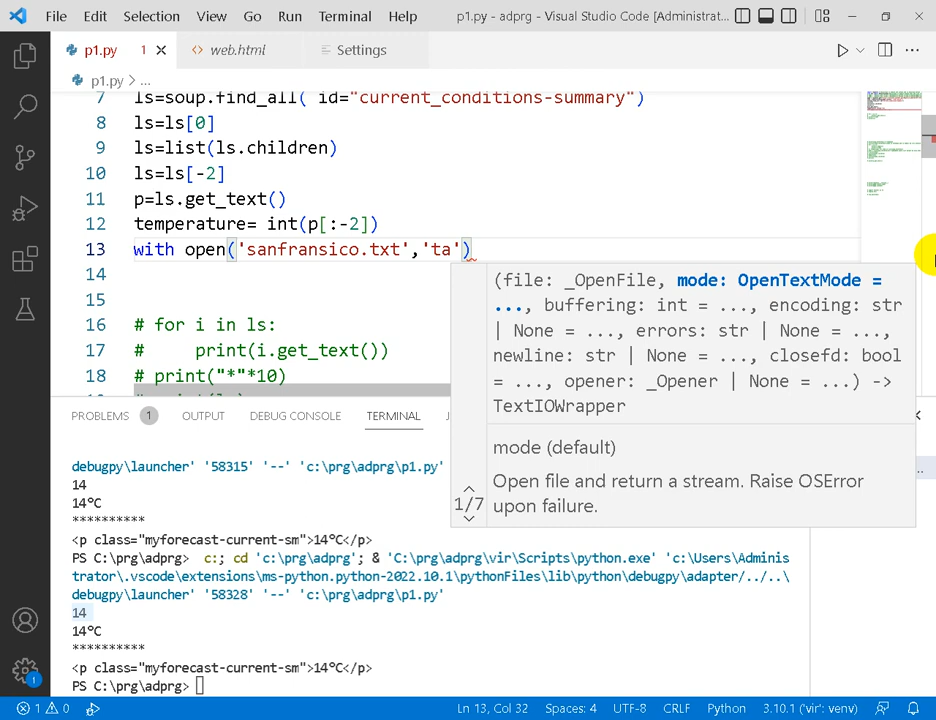 File Edit Selection View Go Run Terminal Help p1.py - adprg - Visual Studio Code [Administrat...
p1.py 1 web.html Settings
p1.py > ...
7 ls=soup.find_all( id="current_conditions-summary")
8 ls=ls[0]
9 ls=list(ls.children)
10 ls=ls[-2]
11 p=ls.get_text()
12 temperature= int(p[:-2])
13 with open('sanfransico.txt','ta')
14
15
16 # for i in ls:
17 #     print(i.get_text())
18 # print("*"*10)
(file: _OpenFile, mode: OpenTextMode =
..., buffering: int = ..., encoding: str
| None = ..., errors: str | None = ...,
newline: str | None = ..., closefd: bool
= ..., opener: _Opener | None = ...) ->
TextIOWrapper
mode (default)
Open file and return a stream. Raise OSError
upon failure.
1/7
PROBLEMS 1 OUTPUT DEBUG CONSOLE TERMINAL
debugpy\launcher' '58315' '--' 'c:\prg\adprg\p1.py'
14
14°C
**********
<p class="myforecast-current-sm">14°C</p>
PS C:\prg\adprg>  c:; cd 'c:\prg\adprg'; & 'C:\prg\adprg\vir\Scripts\python.exe' 'c:\Users\Adminis
trator\.vscode\extensions\ms-python.python-2022.10.1\pythonFiles\lib\python\debugpy\adapter/../..\
debugpy\launcher' '58328' '--' 'c:\prg\adprg\p1.py'
14
14°C
**********
<p class="myforecast-current-sm">14°C</p>
PS C:\prg\adprg>
1
1 0 Ln 13, Col 32 Spaces: 4 UTF-8 CRLF Python 3.10.1 ('vir': venv)